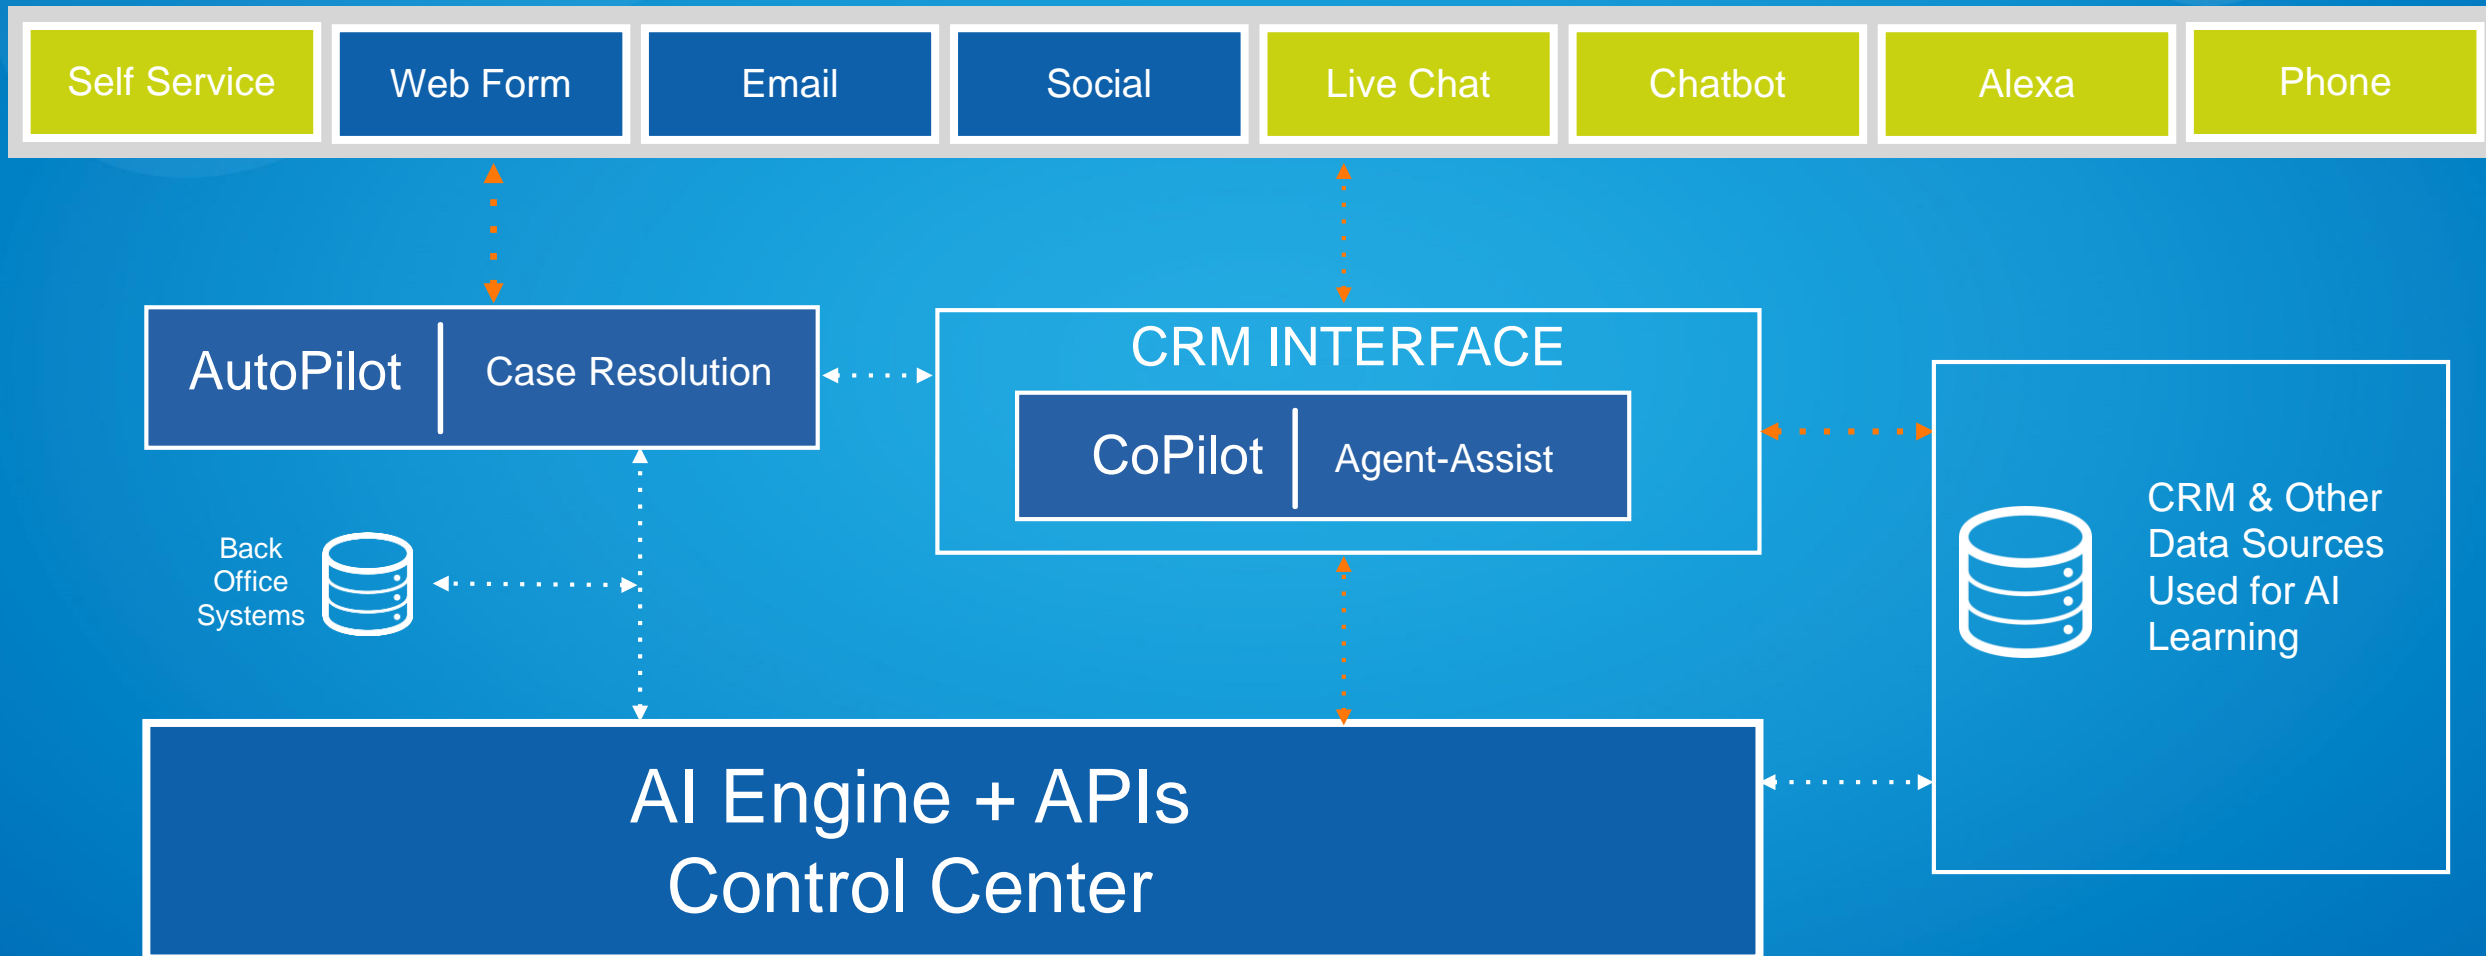 Self Service
Web Form
Email
Social
Live Chat
Chatbot
Alexa
Phone
AutoPilot
Case Resolution
CRM INTERFACE
CoPilot
Agent-Assist
Back
Office
Systems
CRM & Other
Data Sources
Used for AI
Learning
AI Engine + APIs
Control Center